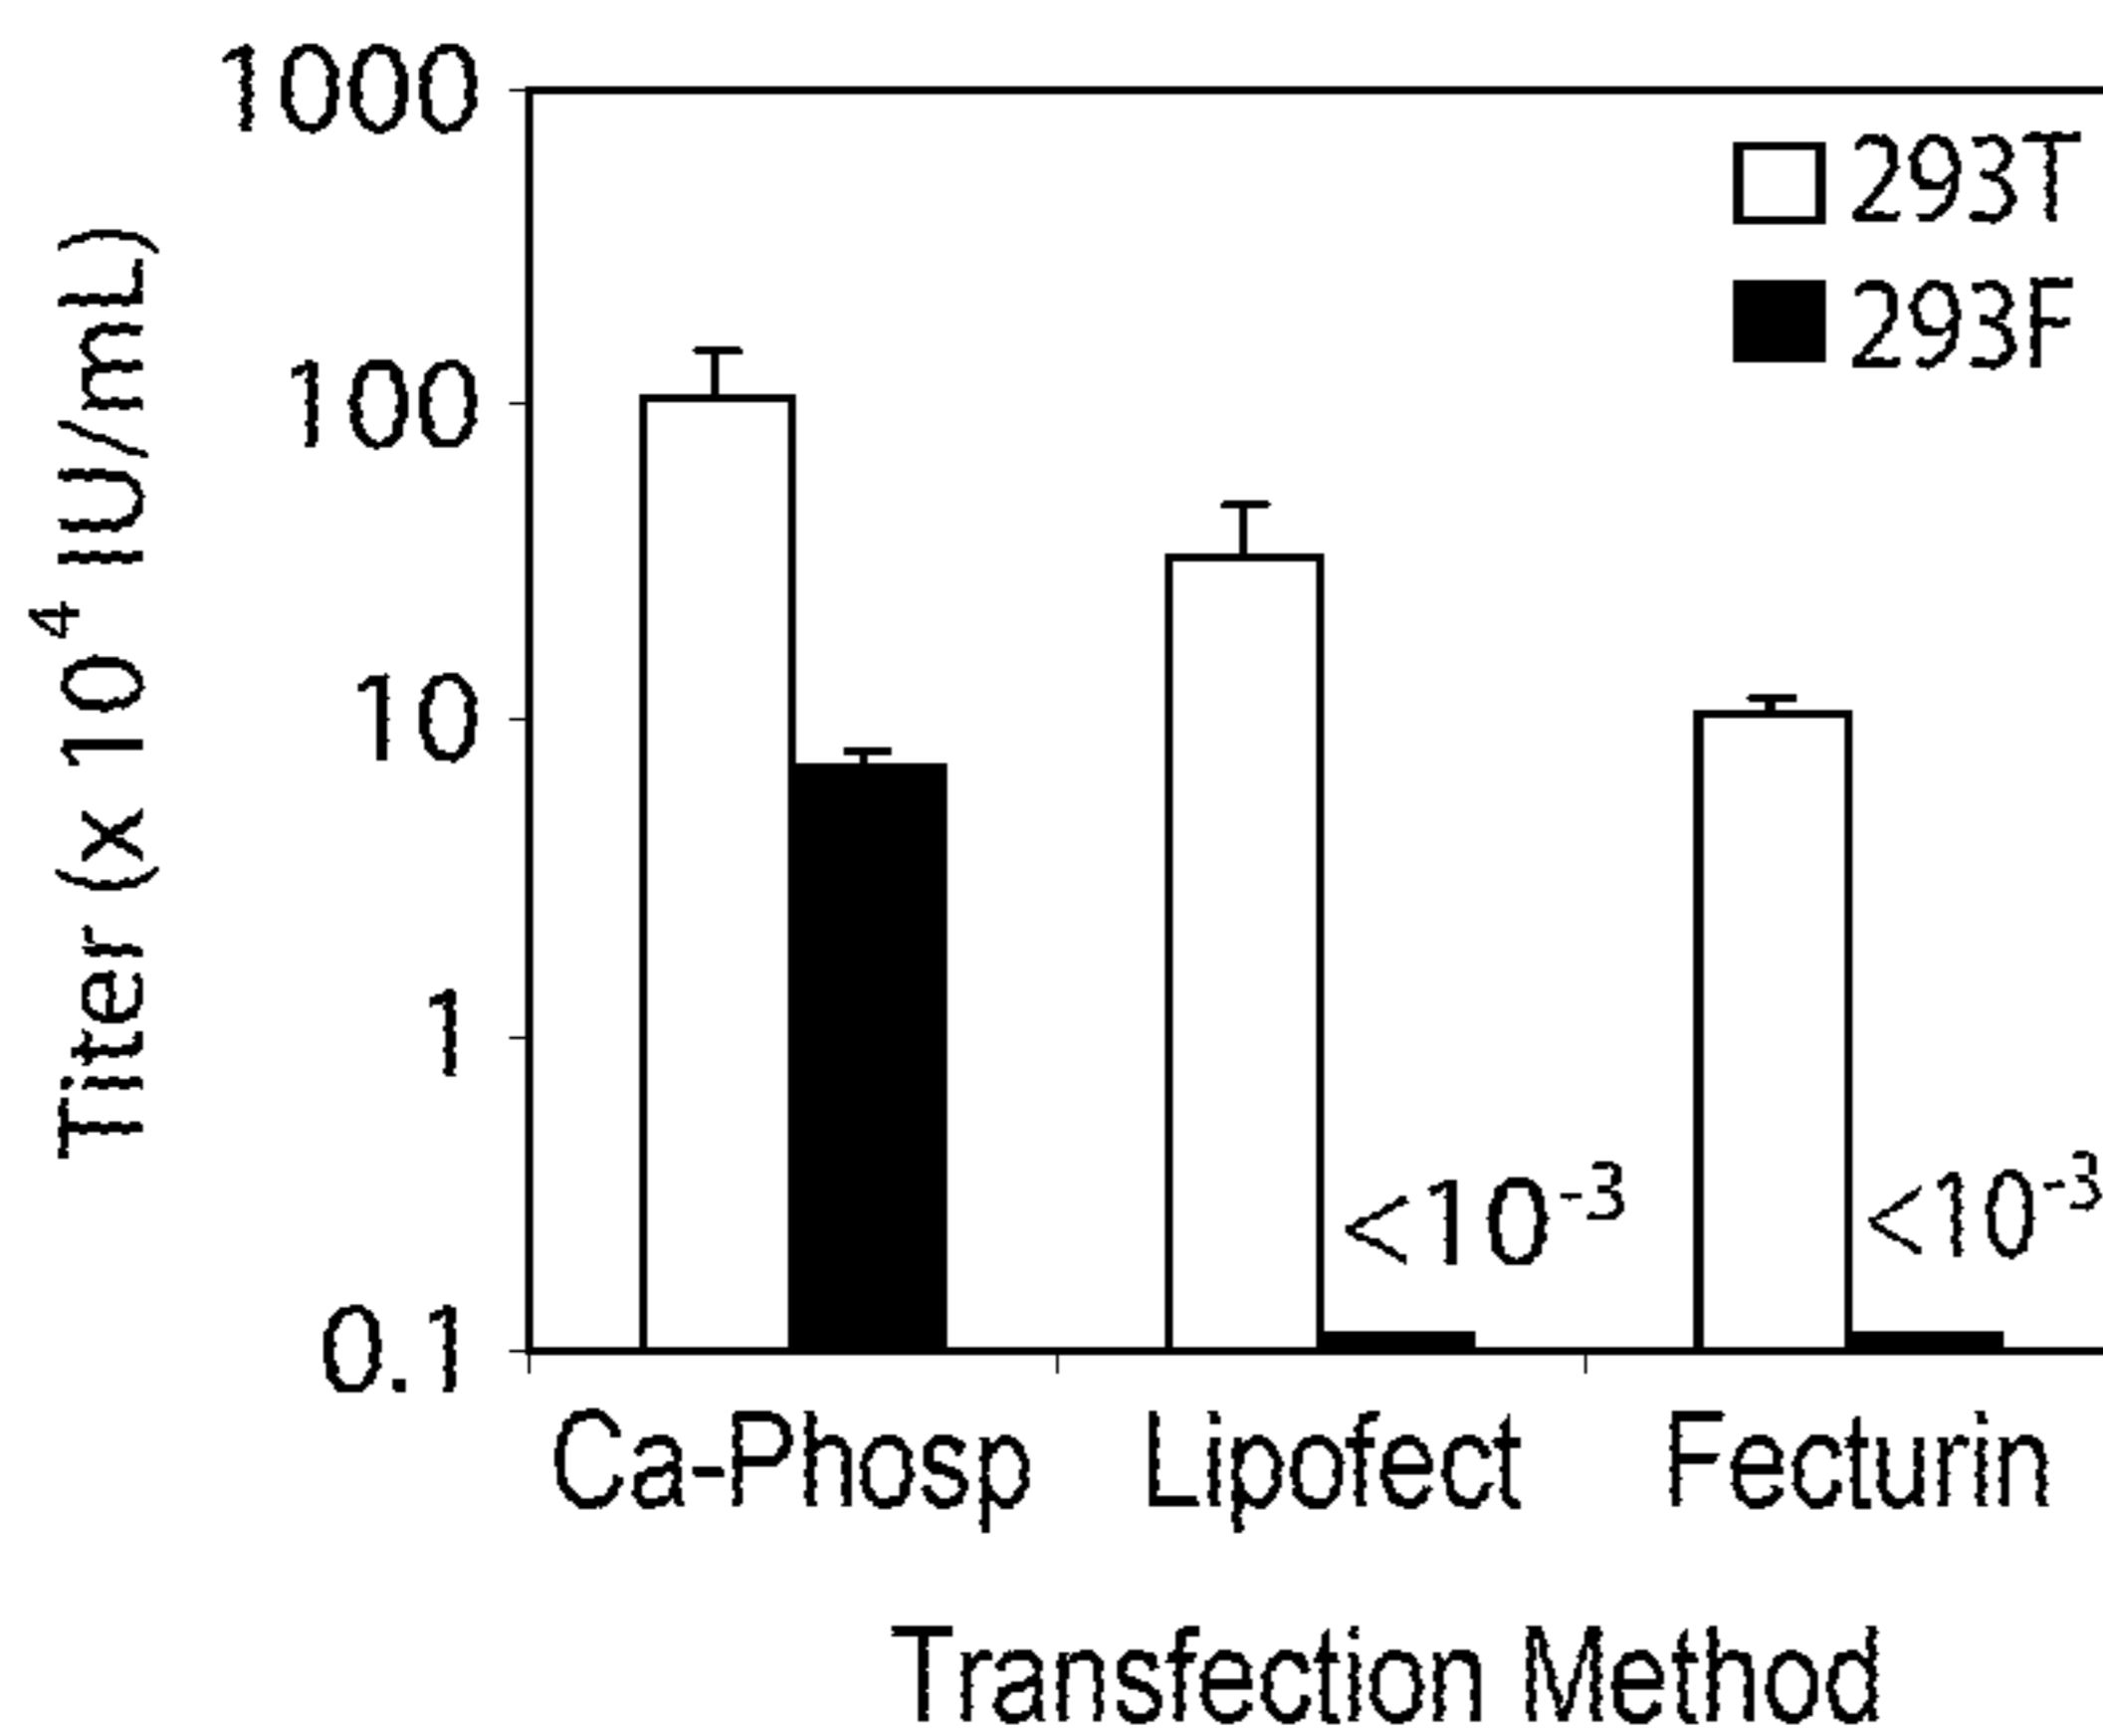 1000
100
10
1
0.1
Titer (x 10⁴ IU/mL)
293T
293F
<10⁻³
<10⁻³
Ca-Phosp
Lipofect
Fecturin
Transfection Method